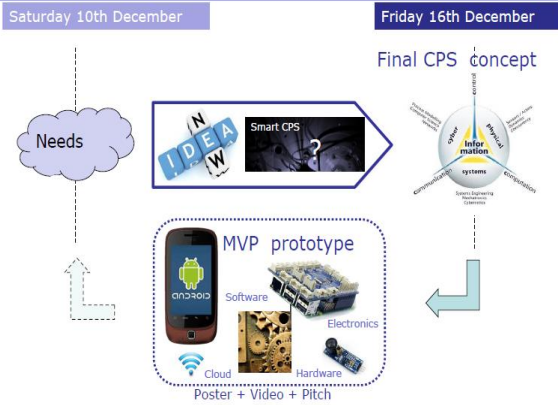 Saturday 10th December
Friday 16th December
Final CPS concept
Needs
NEW
IDEA
Smart CPS
?
control
cyber
physical
Infor
mation
systems
communication
computation
Systems Engineering
Mechatronics
Cybernetics
MVP prototype
ANDROID
Software
Electronics
Cloud
Hardware
Poster + Video + Pitch